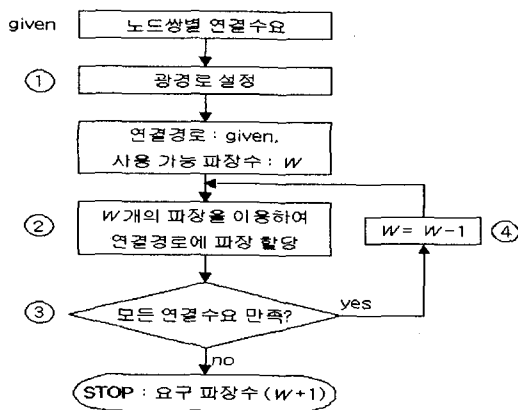 given
노드쌍별 연결수요
①
광경로 설정
연결경로 : given,
사용 가능 파장수 : W
②
W개의 파장을 이용하여
연결경로에 파장 할당
W = W-1
④
③
모든 연결수요 만족?
yes
no
STOP : 요구 파장수 (W+1)